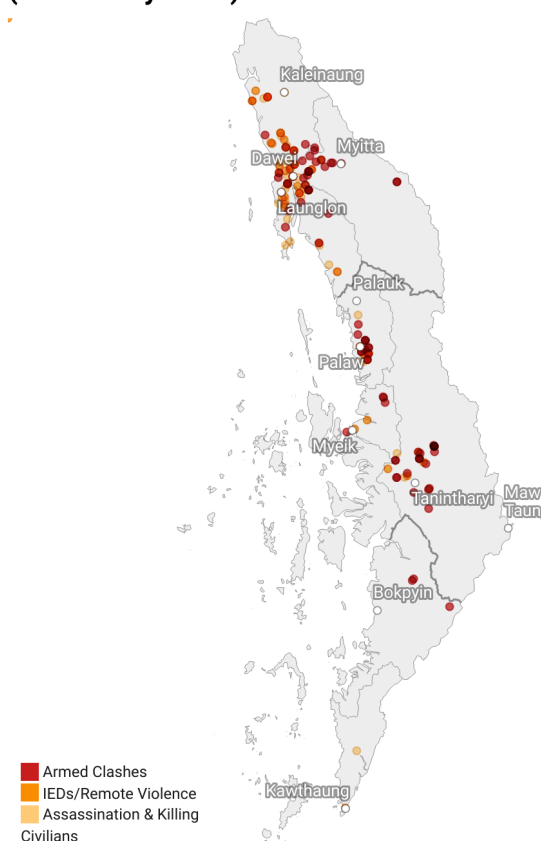 Kaleinaung
Myitta
Dawei
Launglon
Palauk
Palaw
Myeik
Tanintharyi
Maw
Taun
Bokpyin
Kawthaung
Armed Clashes
IEDs/Remote Violence
Assassination & Killing
Civilians